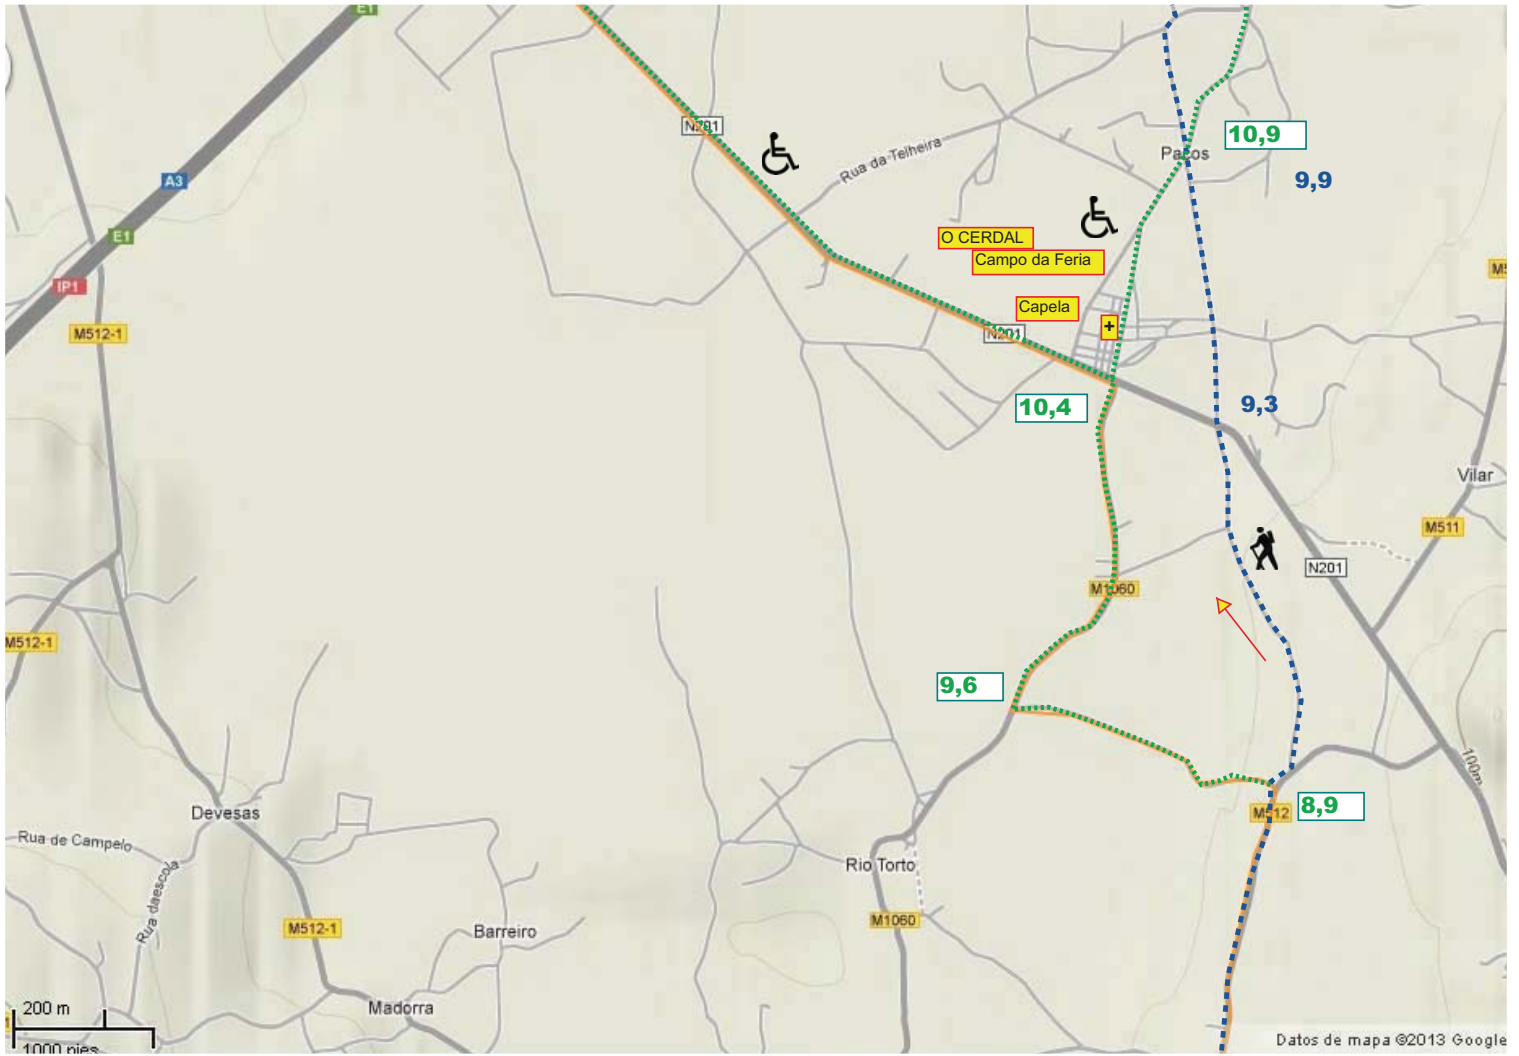 E1
N201
10,9
Rua da Telheira
Paços
A3
9,9
E1
O CERDAL
Campo da Feria
IP1
Capela
+
M512-1
N201
10,4
9,3
Vilar
M511
N201
M1060
M512-1
9,6
100m
Devesas
8,9
M512
Rua de Campelo
Rua daescola
Rio Torto
M1060
M512-1
Barreiro
200 m
Madorra
1000 pies
Datos de mapa ©2013 Google